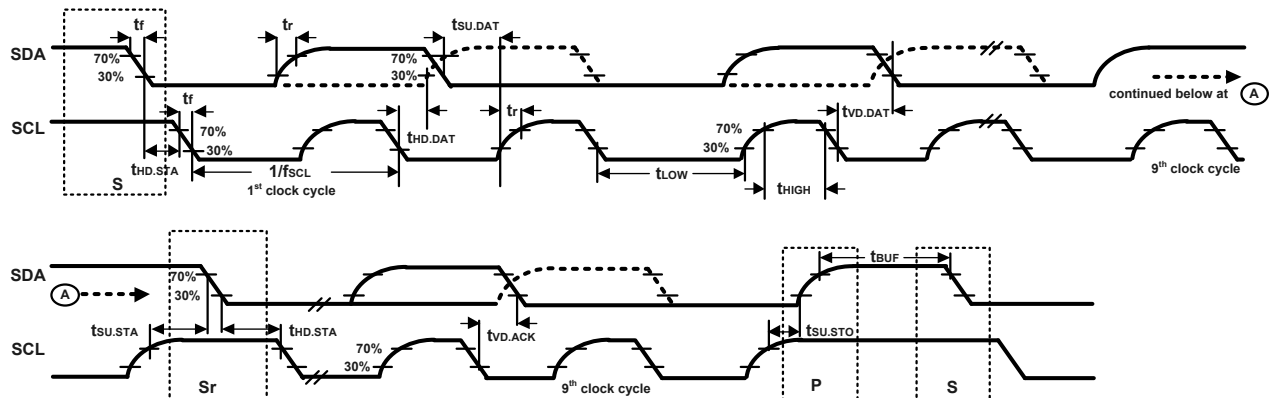 tf tr tSU.DAT
SDA 70% 70%
30% 30%
continued below at A
tf tr tVD.DAT
SCL 70% 70%
30% tHD.DAT 30%
tHD.STA 1/fSCL tLOW tHIGH
S 1st clock cycle 9th clock cycle
SDA 70% tBUF
A 30%
tSU.STA tHD.STA tVD.ACK tSU.STO
SCL 70%
30%
Sr 9th clock cycle P S